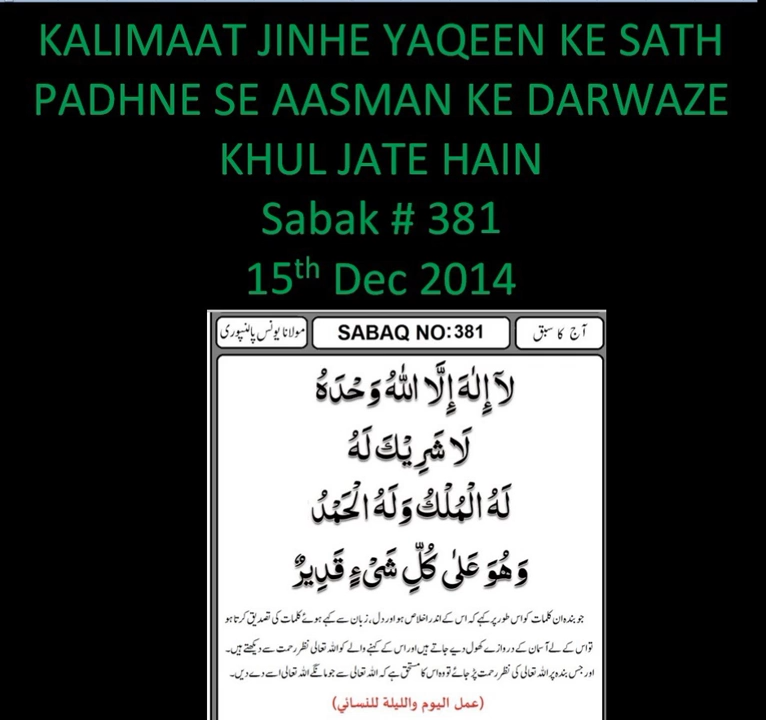 KALIMAAT JINHE YAQEEN KE SATH
PADHNE SE AASMAN KE DARWAZE
KHUL JATE HAIN
Sabak # 381
15th Dec 2014
آج کا سبق
SABAQ NO:381
مولانا یونس پالنپوری
لَآ إِلٰهَ إِلَّا اللّٰهُ وَحْدَهُ
لَا شَرِيْكَ لَهُ
لَهُ الْمُلْكُ وَلَهُ الْحَمْدُ
وَهُوَ عَلٰى كُلِّ شَىْءٍ قَدِيْرٌ
جو بندہ ان کلمات کو اس طور پر کہے کہ اس کے اندر اخلاص ہو اور دل، زبان سے کہے ہوئے کلمات کی تصدیق کرتا ہو
تو اس کے لے آسمان کے دروازے کھول دیے جاتے ہیں اور اس کے کہنے والے کو اللہ تعالی نظر رحمت سے دیکھتے ہیں۔
اور جس بندہ پر اللہ تعالی کی نظر رحمت پڑ جائے تو وہ اس کا مستحق ہے کہ اللہ تعالی سے جو مانگے اللہ تعالی اسے دے دیں۔
(عمل اليوم والليلة للنسائي)